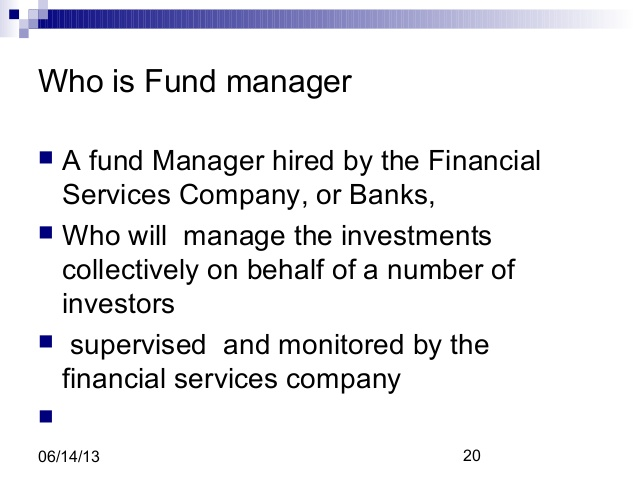 Who is Fund manager
A fund Manager hired by the Financial
Services Company, or Banks,
Who will  manage the investments
collectively on behalf of a number of
investors
supervised  and monitored by the
financial services company
06/14/13 20